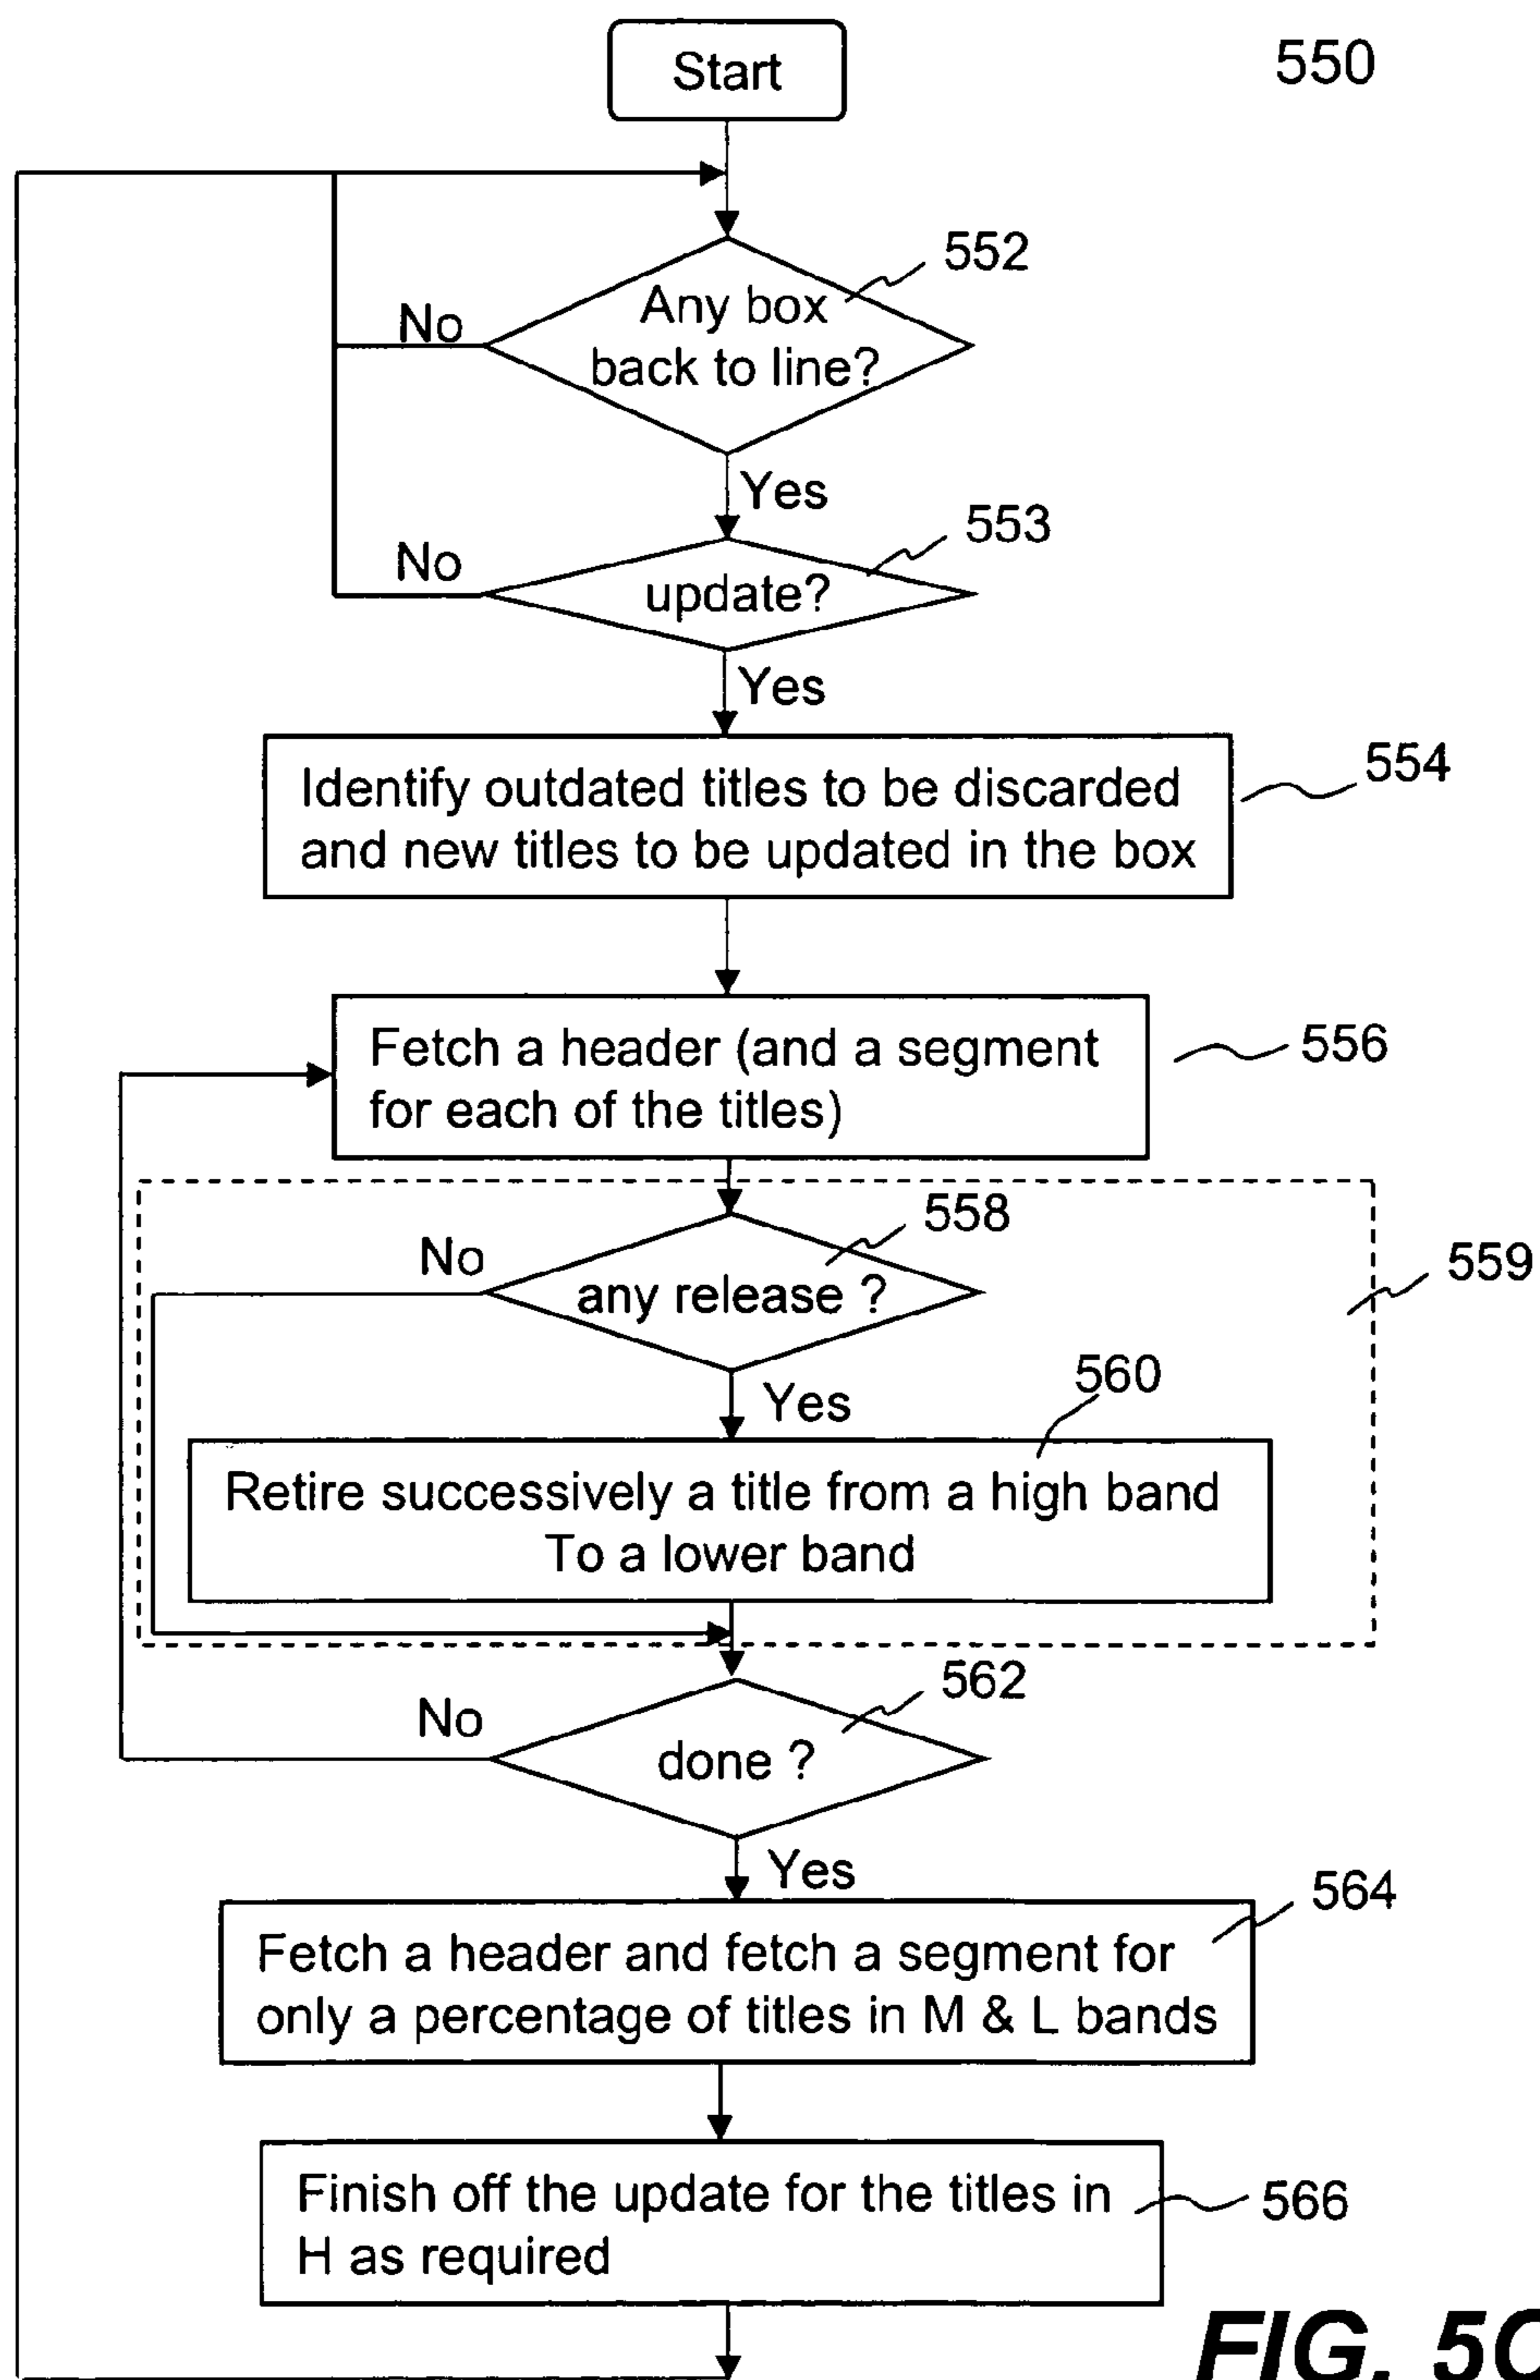 Start
550
552
Any box
back to line?
No
Yes
553
No
update?
Yes
554
Identify outdated titles to be discarded
and new titles to be updated in the box
556
Fetch a header (and a segment
for each of the titles)
558
No
any release ?
559
Yes
560
Retire successively a title from a high band
To a lower band
562
No
done ?
Yes
564
Fetch a header and fetch a segment for
only a percentage of titles in M & L bands
Finish off the update for the titles in
H as required
566
FIG.